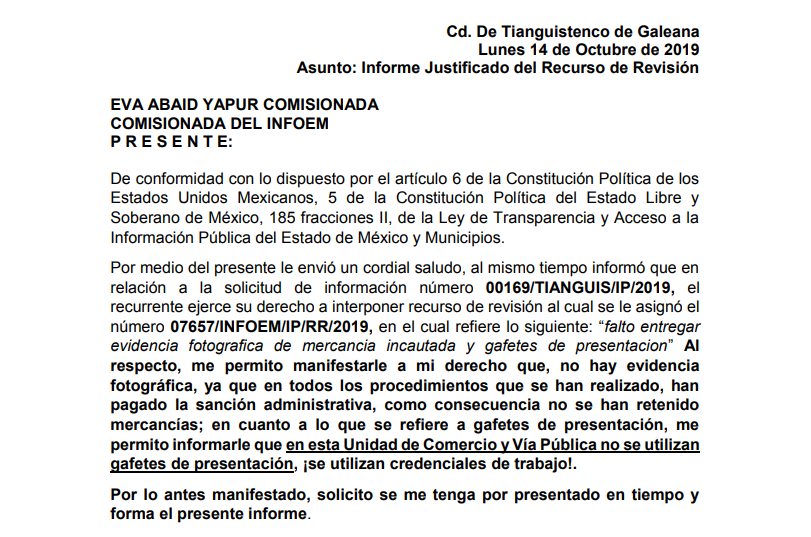 Cd. De Tianguistenco de Galeana
Lunes 14 de Octubre de 2019
Asunto: Informe Justificado del Recurso de Revisión
EVA ABAID YAPUR COMISIONADA
COMISIONADA DEL INFOEM
P R E S E N T E:
De conformidad con lo dispuesto por el artículo 6 de la Constitución Política de los
Estados Unidos Mexicanos, 5 de la Constitución Política del Estado Libre y
Soberano de México, 185 fracciones II, de la Ley de Transparencia y Acceso a la
Información Pública del Estado de México y Municipios.
Por medio del presente le envió un cordial saludo, al mismo tiempo informó que en
relación a la solicitud de información número 00169/TIANGUIS/IP/2019, el
recurrente ejerce su derecho a interponer recurso de revisión al cual se le asignó el
número 07657/INFOEM/IP/RR/2019, en el cual refiere lo siguiente: “falto entregar
evidencia fotografica de mercancia incautada y gafetes de presentacion” Al
respecto, me permito manifestarle a mi derecho que, no hay evidencia
fotográfica, ya que en todos los procedimientos que se han realizado, han
pagado la sanción administrativa, como consecuencia no se han retenido
mercancías; en cuanto a lo que se refiere a gafetes de presentación, me
permito informarle que en esta Unidad de Comercio y Vía Pública no se utilizan
gafetes de presentación, ¡se utilizan credenciales de trabajo!.
Por lo antes manifestado, solicito se me tenga por presentado en tiempo y
forma el presente informe.